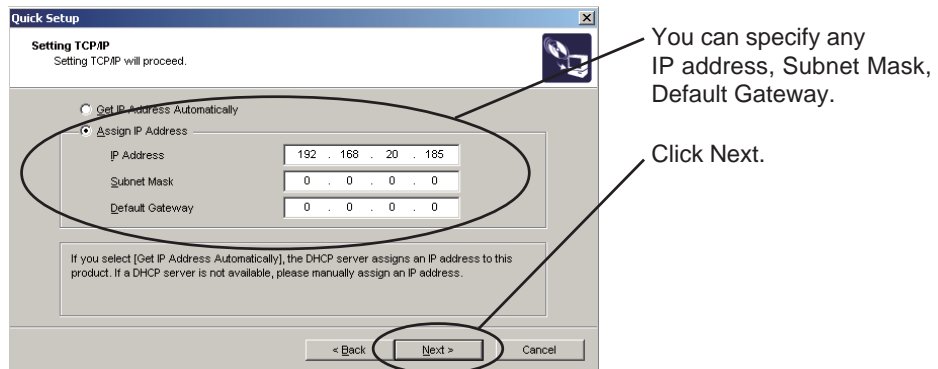 Quick Setup
Setting TCP/IP
Setting TCP/IP will proceed.
Get IP Address Automatically
Assign IP Address
IP Address 192 . 168 . 20 . 185
Subnet Mask 0 . 0 . 0 . 0
Default Gateway 0 . 0 . 0 . 0
If you select [Get IP Address Automatically], the DHCP server assigns an IP address to this
product. If a DHCP server is not available, please manually assign an IP address.
< Back Next > Cancel
You can specify any
IP address, Subnet Mask,
Default Gateway.
Click Next.